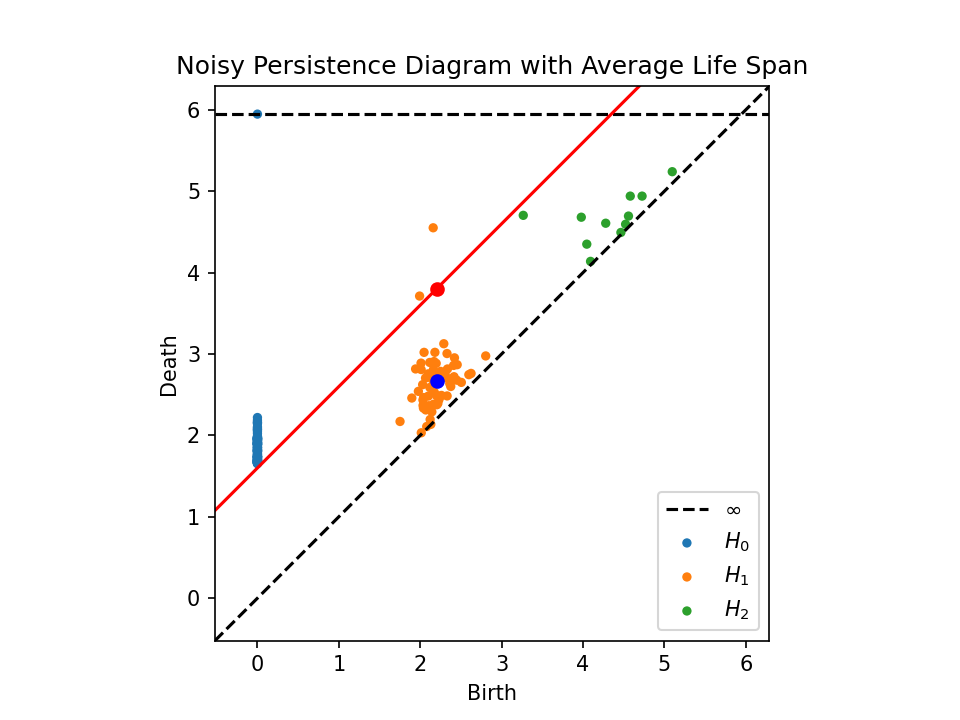 Noisy Persistence Diagram with Average Life Span
6
5
4
3
2
1
0
Death
0 1 2 3 4 5 6
Birth
∞
H₀
H₁
H₂